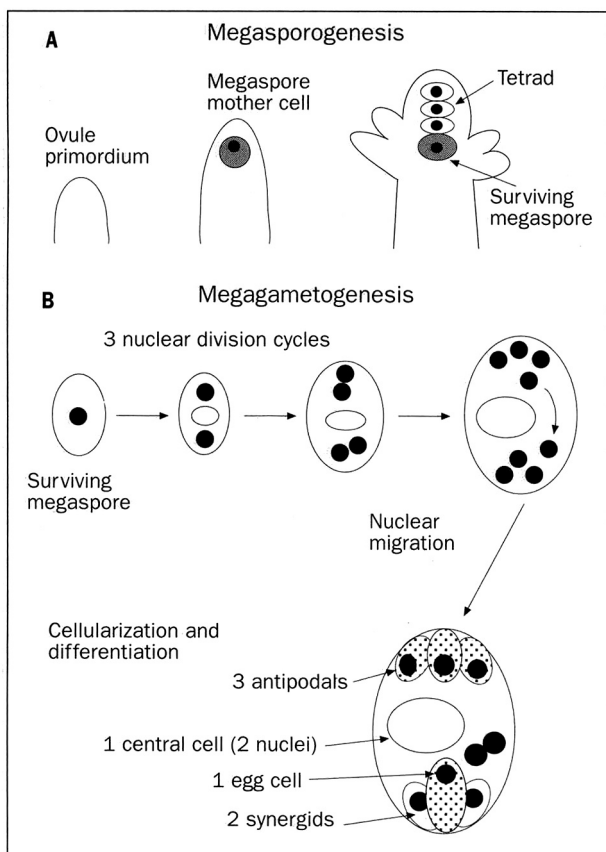 A
Megasporogenesis
Ovule
primordium
Megaspore
mother cell
Tetrad
Surviving
megaspore
B
Megagametogenesis
3 nuclear division cycles
Surviving
megaspore
Nuclear
migration
Cellularization and
differentiation
3 antipodals
1 central cell (2 nuclei)
1 egg cell
2 synergids